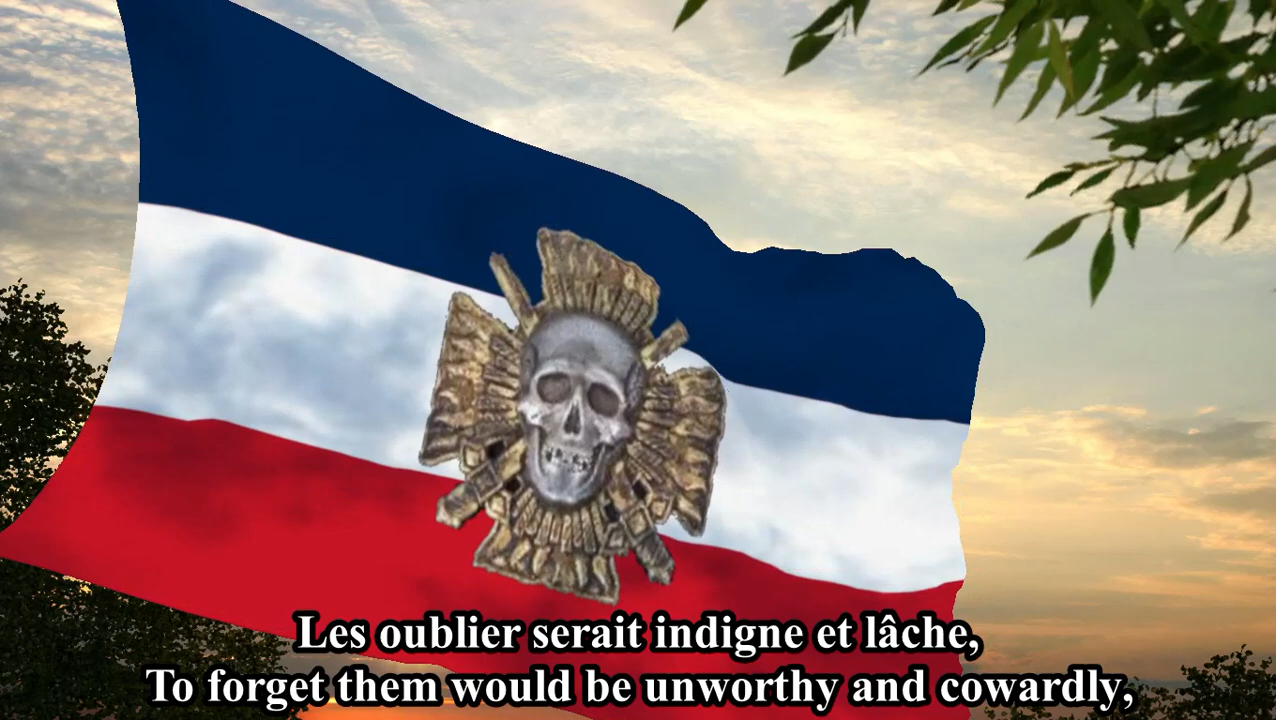 Les oublier serait indigne et lâche,
To forget them would be unworthy and cowardly,